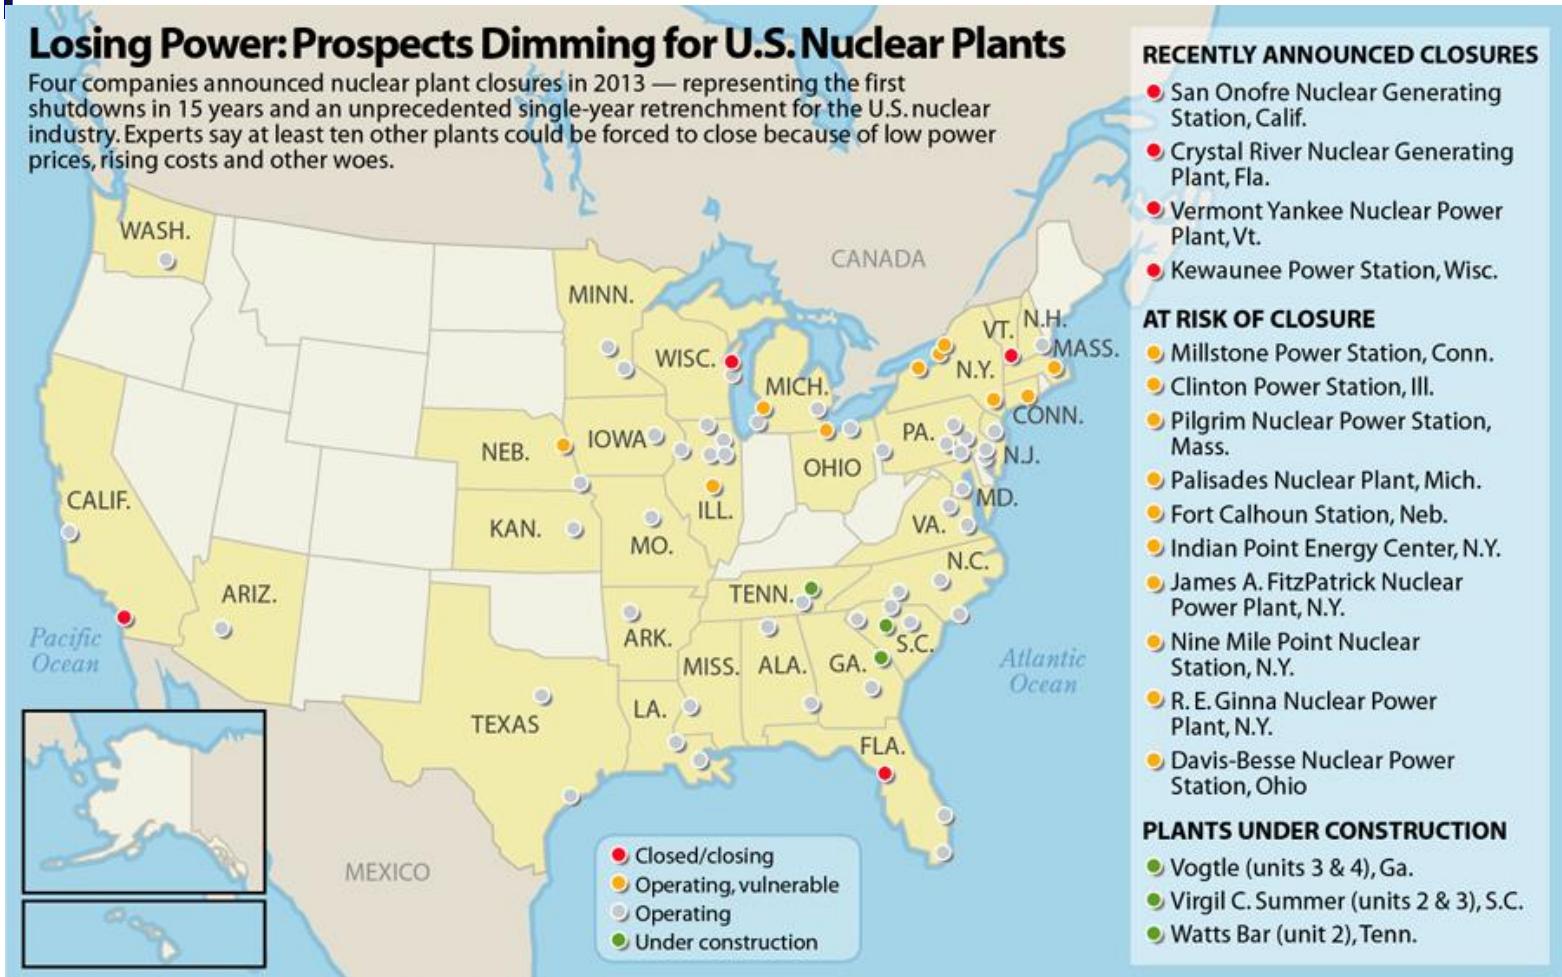 Losing Power: Prospects Dimming for U.S. Nuclear Plants
Four companies announced nuclear plant closures in 2013 — representing the first
shutdowns in 15 years and an unprecedented single-year retrenchment for the U.S. nuclear
industry. Experts say at least ten other plants could be forced to close because of low power
prices, rising costs and other woes.
WASH.
CANADA
MINN.
VT.
N.H.
WISC.
MASS.
MICH.
N.Y.
CONN.
NEB.
IOWA
PA.
OHIO
N.J.
CALIF.
ILL.
MD.
KAN.
MO.
VA.
N.C.
ARIZ.
TENN.
Pacific
Ocean
ARK.
S.C.
MISS.
ALA.
GA.
Atlantic
Ocean
LA.
TEXAS
FLA.
MEXICO
Closed/closing
Operating, vulnerable
Operating
Under construction
RECENTLY ANNOUNCED CLOSURES
San Onofre Nuclear Generating
Station, Calif.
Crystal River Nuclear Generating
Plant, Fla.
Vermont Yankee Nuclear Power
Plant, Vt.
Kewaunee Power Station, Wisc.
AT RISK OF CLOSURE
Millstone Power Station, Conn.
Clinton Power Station, Ill.
Pilgrim Nuclear Power Station,
Mass.
Palisades Nuclear Plant, Mich.
Fort Calhoun Station, Neb.
Indian Point Energy Center, N.Y.
James A. FitzPatrick Nuclear
Power Plant, N.Y.
Nine Mile Point Nuclear
Station, N.Y.
R. E. Ginna Nuclear Power
Plant, N.Y.
Davis-Besse Nuclear Power
Station, Ohio
PLANTS UNDER CONSTRUCTION
Vogtle (units 3 & 4), Ga.
Virgil C. Summer (units 2 & 3), S.C.
Watts Bar (unit 2), Tenn.